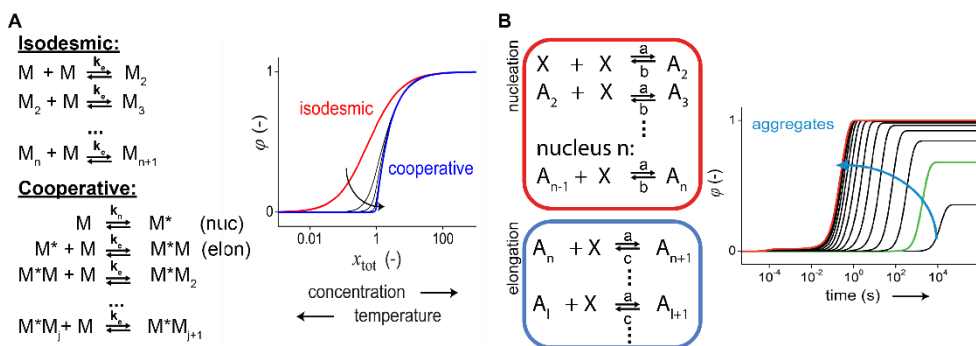 A
Isodesmic:
kₑ
M + M ⇌ M₂
kₑ
M₂ + M ⇌ M₃
...
kₑ
Mₙ + M ⇌ Mₙ₊₁
Cooperative:
kₙ
M ⇌ M* (nuc)
kₑ
M* + M ⇌ M*M (elon)
kₑ
M*M + M ⇌ M*M₂
...
kₑ
M*Mⱼ + M ⇌ M*Mⱼ₊₁
φ (-)
1
0
isodesmic
cooperative
0.01 1 100
x_tot (-)
concentration →
← temperature
B
nucleation
X + X a ⇌ b A₂
A₂ + X a ⇌ b A₃
⋮
nucleus n:
Aₙ₋₁ + X a ⇌ b Aₙ
elongation
Aₙ + X a ⇌ c Aₙ₊₁
⋮
Aₗ + X a ⇌ c Aₗ₊₁
⋮
φ (-)
1
0
aggregates
10⁻⁴ 10⁻² 10⁰ 10² 10⁴
time (s) →